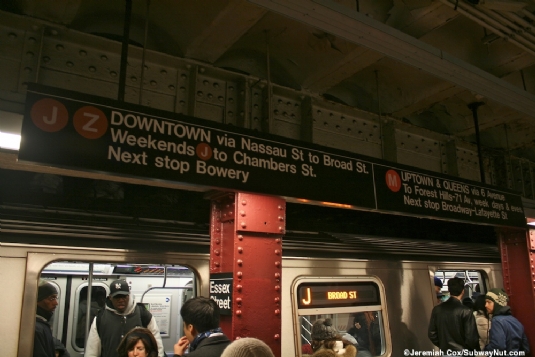 J Z DOWNTOWN via Nassau St to Broad St.
Weekends J to Chambers St.
Next stop Bowery
M UPTOWN & QUEENS via 6 Avenue
To Forest Hills-71 Av, week days &
Next stop Broadway-Lafayette St
Essex
Street
J BROAD ST
©Jeremiah Cox/SubwayNut.com